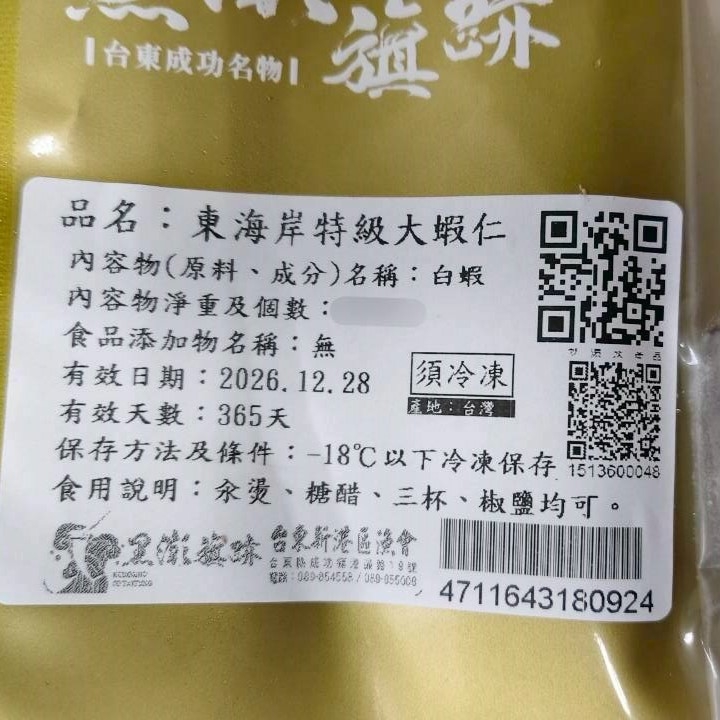 |台東成功名物|
旗
品名：東海岸特級大蝦仁
內容物(原料、成分)名稱：白蝦
內容物淨重及個數：
食品添加物名稱：無
有效日期：2026.12.28
須冷凍
產地：台灣
有效天數：365天
保存方法及條件：-18℃以下冷凍保存
1513600048
食用說明：汆燙、糖醋、三杯、椒鹽均可。
黑潮旗味
台東新港區漁會
4711643180924